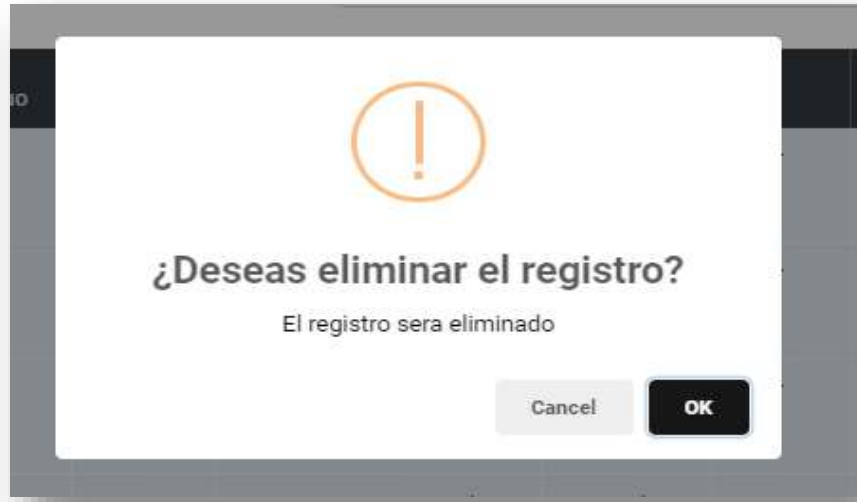 ¿Deseas eliminar el registro?
El registro sera eliminado
Cancel
OK